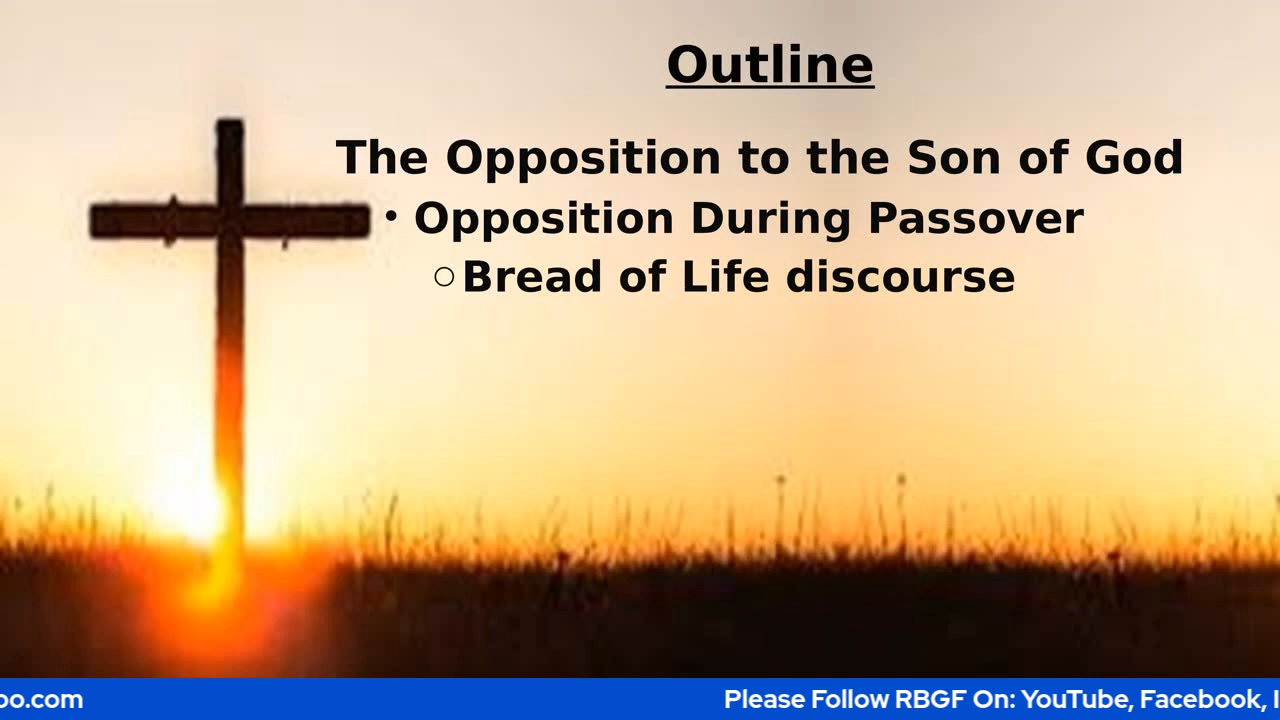 Outline
The Opposition to the Son of God
• Opposition During Passover
○Bread of Life discourse
oo.com Please Follow RBGF On: YouTube, Facebook,